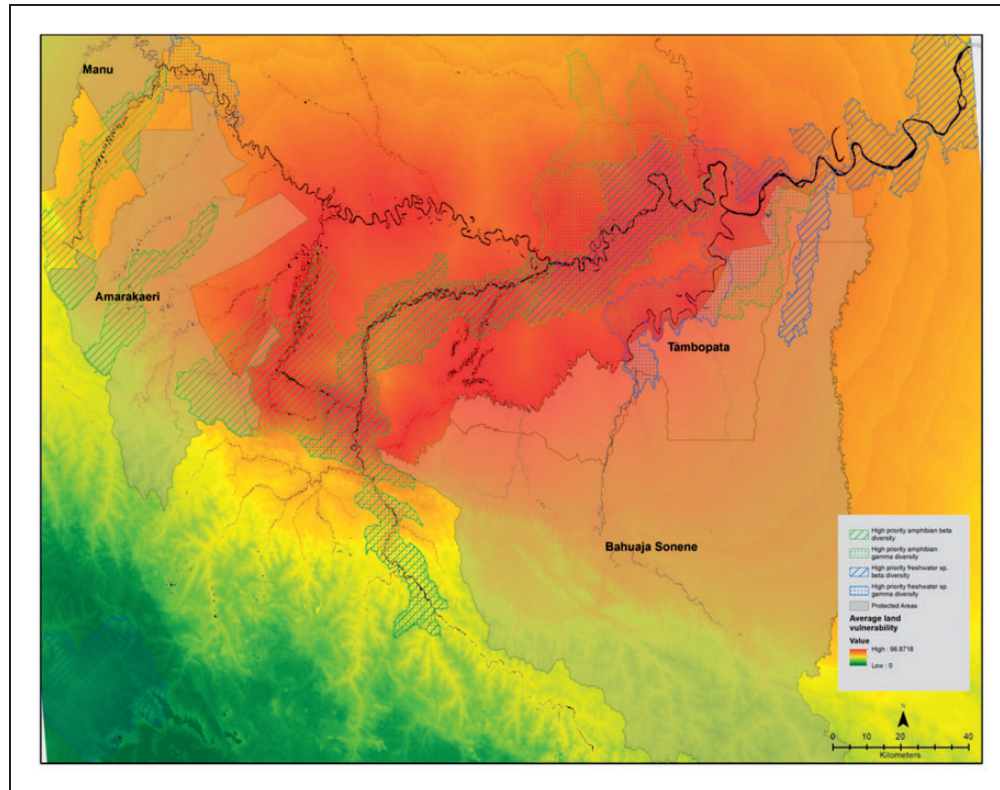 Manu
Amarakaeri
Tambopata
Bahuaja Sonene
High priority amphibian beta
diversity
High priority amphibian
gamma diversity
High priority freshwater sp.
beta diversity
High priority freshwater sp.
gamma diversity
Protected Areas
Average land
vulnerability
Value
High : 96.8718
Low : 0
N
0 10 20 30 40
Kilometers